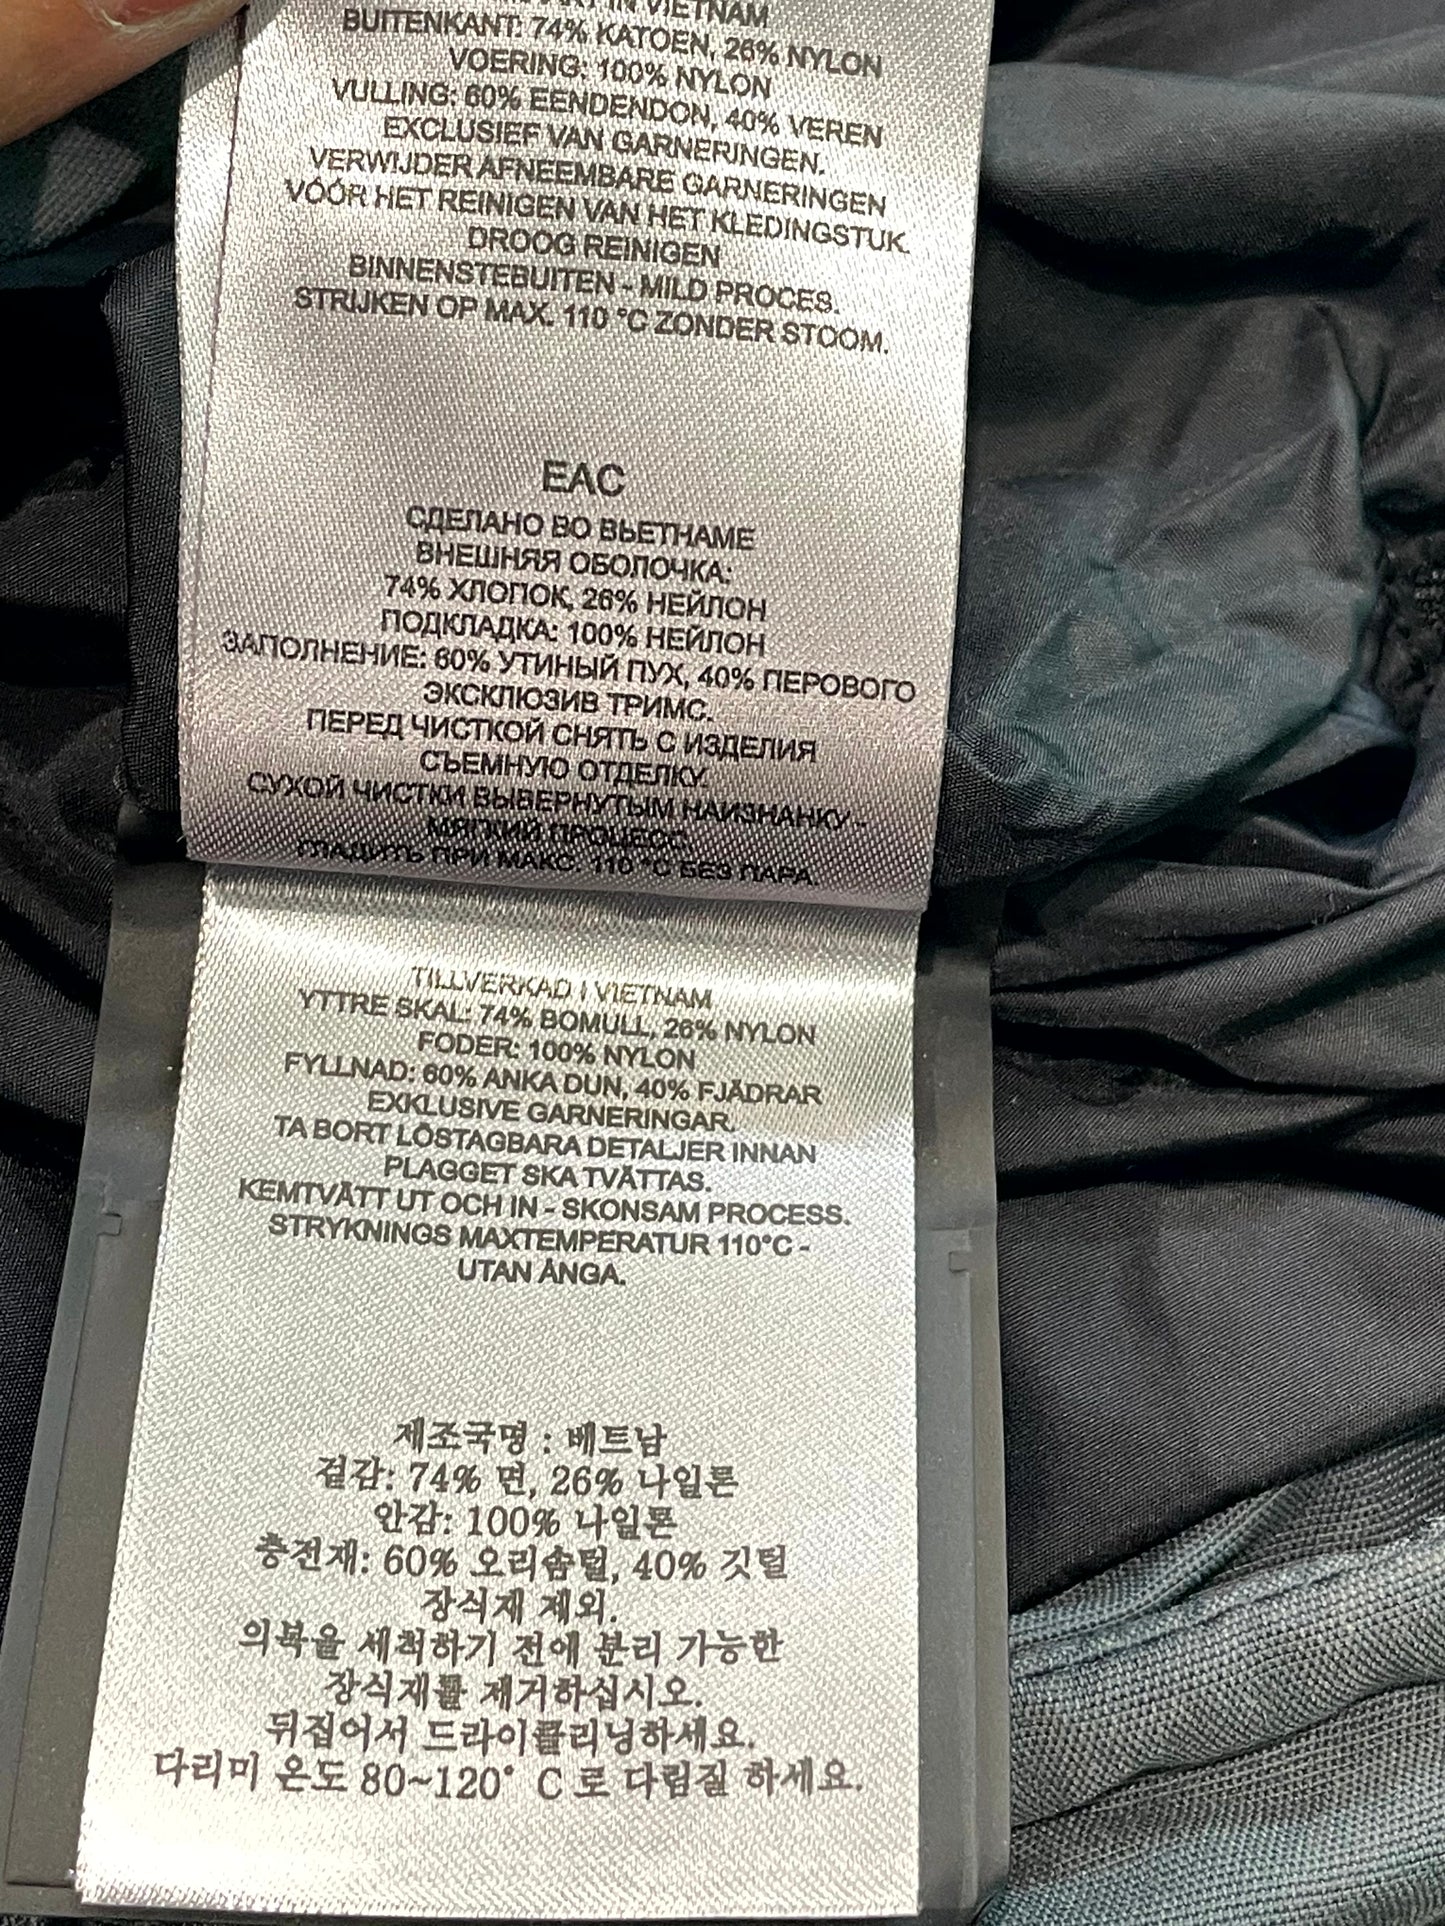 IN VIETNAM
BUITENKANT: 74% KATOEN, 26% NYLON
VOERING: 100% NYLON
VULLING: 60% EENDENDON, 40% VEREN
EXCLUSIEF VAN GARNERINGEN.
VERWIJDER AFNEEMBARE GARNERINGEN
VÓÓR HET REINIGEN VAN HET KLEDINGSTUK.
DROOG REINIGEN
BINNENSTEBUITEN - MILD PROCES.
STRIJKEN OP MAX. 110 °C ZONDER STOOM.
EAC
СДЕЛАНО ВО ВЬЕТНАМЕ
ВНЕШНЯЯ ОБОЛОЧКА:
74% ХЛОПОК, 26% НЕЙЛОН
ПОДКЛАДКА: 100% НЕЙЛОН
ЗАПОЛНЕНИЕ: 60% УТИНЫЙ ПУХ, 40% ПЕРОВОГО
ЭКСКЛЮЗИВ ТРИМС.
ПЕРЕД ЧИСТКОЙ СНЯТЬ С ИЗДЕЛИЯ
СЪЕМНУЮ ОТДЕЛКУ.
СУХОЙ ЧИСТКИ ВЫВЕРНУТЫМ НАИЗНАНКУ -
МЯГКИЙ ПРОЦЕСС.
ГЛАДИТЬ ПРИ МАКС. 110 °C БЕЗ ПАРА.
TILLVERKAD I VIETNAM
YTTRE SKAL: 74% BOMULL, 26% NYLON
FODER: 100% NYLON
FYLLNAD: 60% ANKA DUN, 40% FJÄDRAR
EXKLUSIVE GARNERINGAR.
TA BORT LÖSTAGBARA DETALJER INNAN
PLAGGET SKA TVÄTTAS.
KEMTVÄTT UT OCH IN - SKONSAM PROCESS.
STRYKNINGS MAXTEMPERATUR 110°C -
UTAN ÅNGA.
제조국명 : 베트남
겉감: 74% 면, 26% 나일론
안감: 100% 나일론
충전재: 60% 오리솜털, 40% 깃털
장식재 제외.
의복을 세척하기 전에 분리 가능한
장식재를 제거하십시오.
뒤집어서 드라이클리닝하세요.
다리미 온도 80~120° C 로 다림질 하세요.